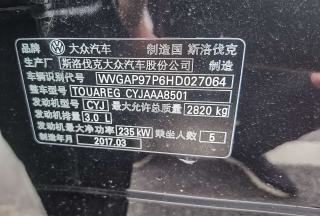 大众汽车 制造国 斯洛伐克
生产厂 斯洛伐克大众汽车股份公司 制造
车辆识别代号 WVGAP97P6HD027064
整车型号 TOUAREG CYJAAA8501
发动机型号 CYJ 最大允许总质量 2820 kg
发动机排量 3.0 L
发动机最大净功率 235 kW 乘坐人数 5
制造年月 2017.03